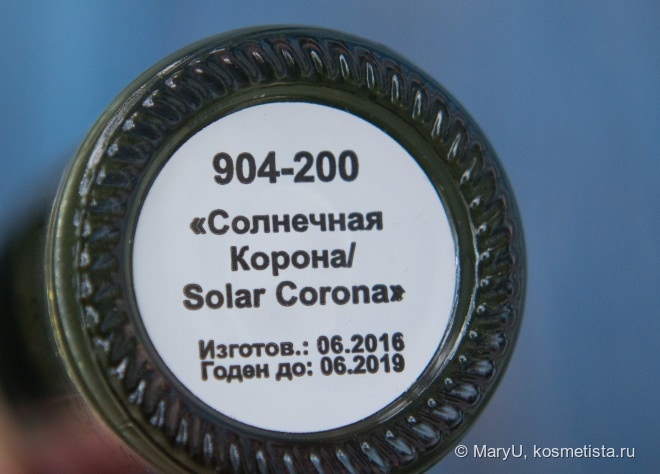 904-200
«Солнечная
Корона/
Solar Corona»
Изготов.: 06.2016
Годен до: 06.2019
© MaryU, kosmetista.ru